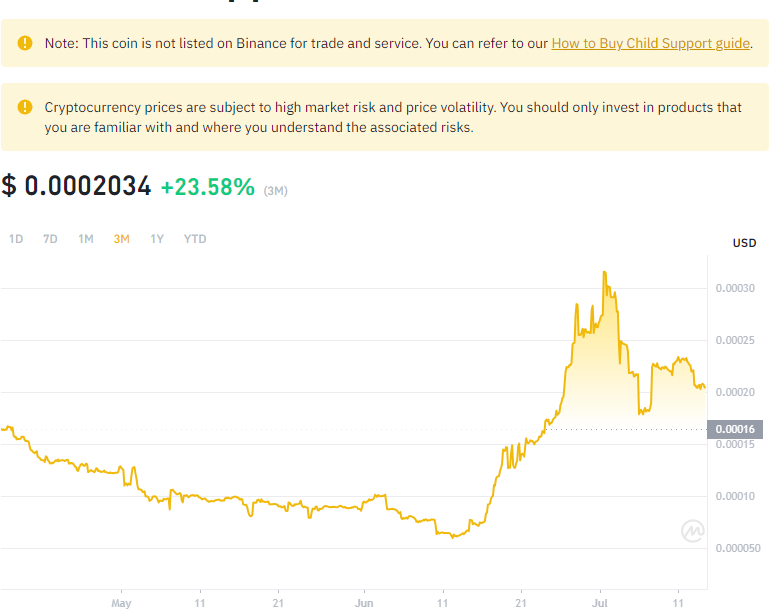 Note: This coin is not listed on Binance for trade and service. You can refer to our How to Buy Child Support guide.
Cryptocurrency prices are subject to high market risk and price volatility. You should only invest in products that
you are familiar with and where you understand the associated risks.
$ 0.0002034 +23.58% (3M)
1D 7D 1M 3M 1Y YTD
USD
0.00030
0.00025
0.00020
0.00016
0.00015
0.00010
0.000050
May 11 21 Jun 11 21 Jul 11